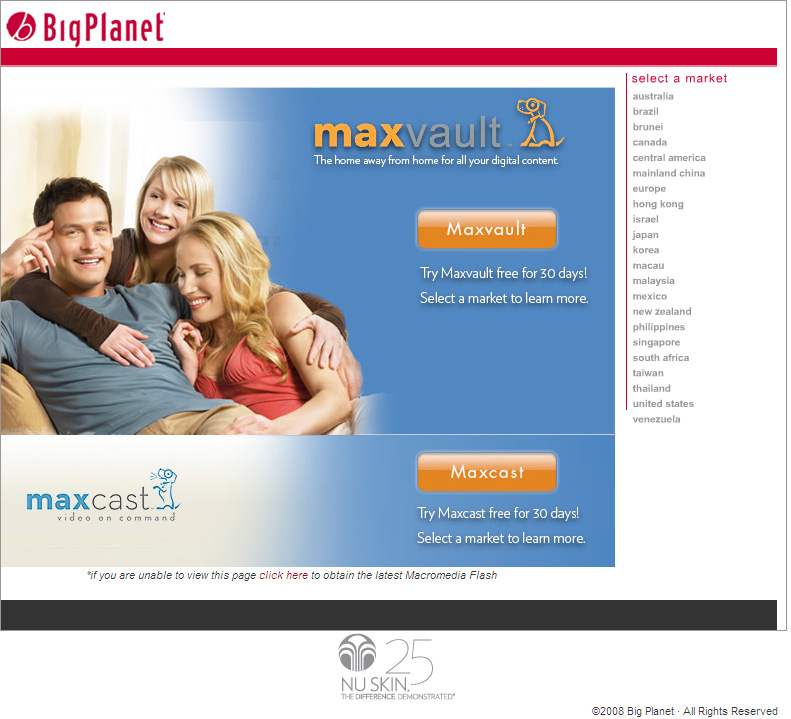 BigPlanet
select a market
australia
brazil
brunei
canada
central america
mainland china
europe
hong kong
israel
japan
korea
macau
malaysia
mexico
new zealand
philippines
singapore
south africa
taiwan
thailand
united states
venezuela
maxvault
The home away from home for all your digital content.
Maxvault
Try Maxvault free for 30 days!
Select a market to learn more.
maxcast
video on command
Maxcast
Try Maxcast free for 30 days!
Select a market to learn more.
*if you are unable to view this page click here to obtain the latest Macromedia Flash
25
NU SKIN.
THE DIFFERENCE. DEMONSTRATED.™
©2008 Big Planet · All Rights Reserved